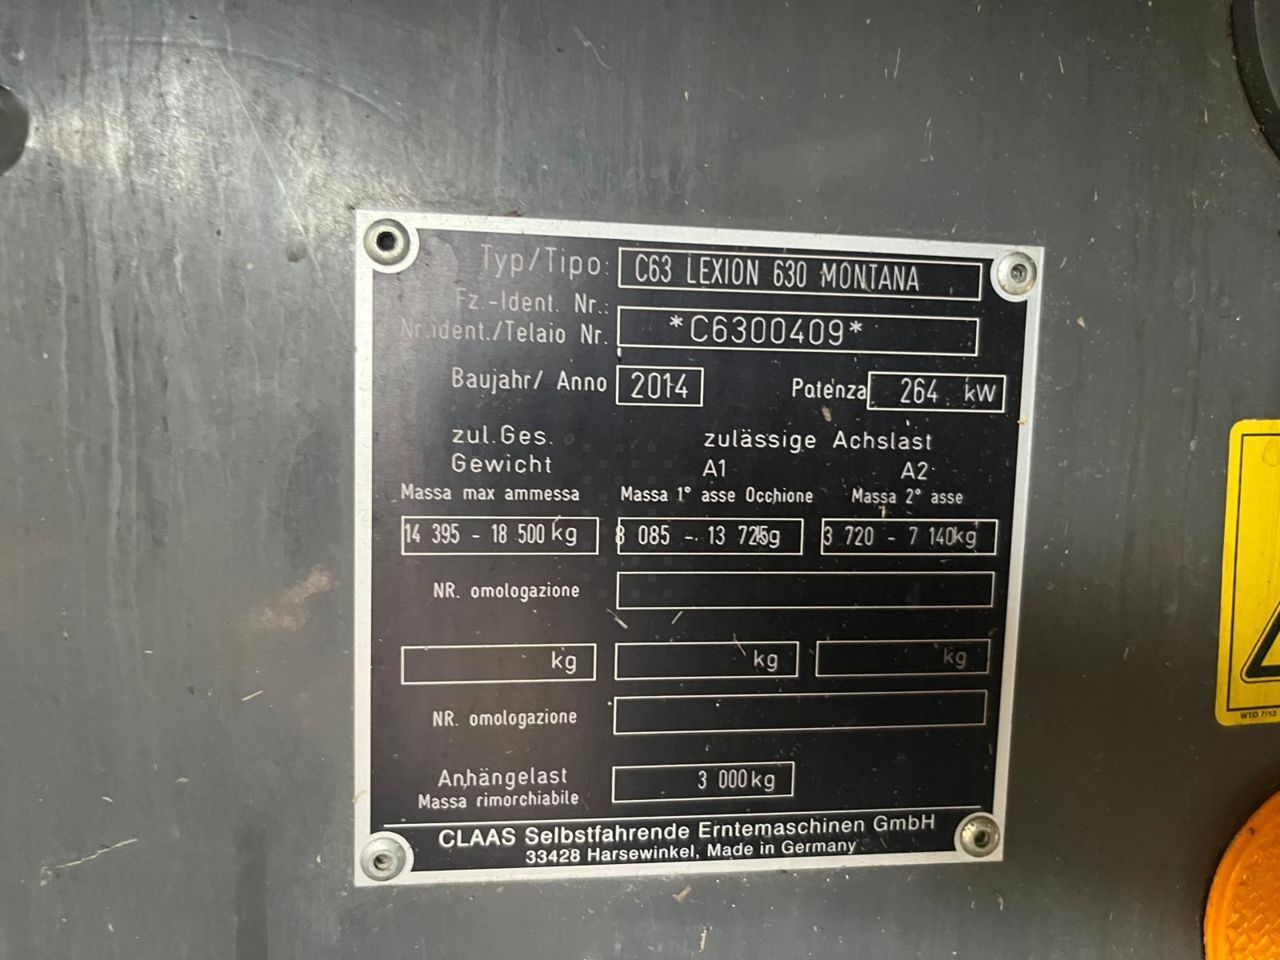 Typ/Tipo: C63 LEXION 630 MONTANA
Fz.-Ident. Nr.:
Nr.ident./Telaio Nr. *C6300409*
Baujahr/ Anno 2014 Potenza 264 kW
zul.Ges. zulässige Achslast
Gewicht A1 A2
Massa max ammessa Massa 1° asse Occhione Massa 2° asse
14 395 - 18 500 kg 8 085 - 13 725 kg 3 720 - 7 140 kg
NR. omologazione
kg kg kg
NR. omologazione
Anhängelast 3 000 kg
Massa rimorchiabile
CLAAS Selbstfahrende Erntemaschinen GmbH
33428 Harsewinkel, Made in Germany
WTD 7/13